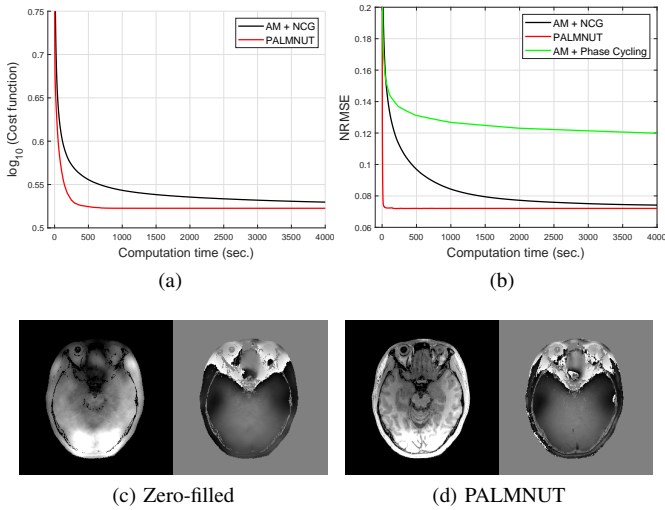 0.75
0.7
0.65
0.6
0.55
0.5
log10 (Cost function)
0 500 1000 1500 2000 2500 3000 3500 4000
Computation time (sec.)
AM + NCG
PALMNUT
(a)
0.2
0.18
0.16
0.14
0.12
0.1
0.08
0.06
NRMSE
0 500 1000 1500 2000 2500 3000 3500 4000
Computation time (sec.)
AM + NCG
PALMNUT
AM + Phase Cycling
(b)
(c) Zero-filled
(d) PALMNUT